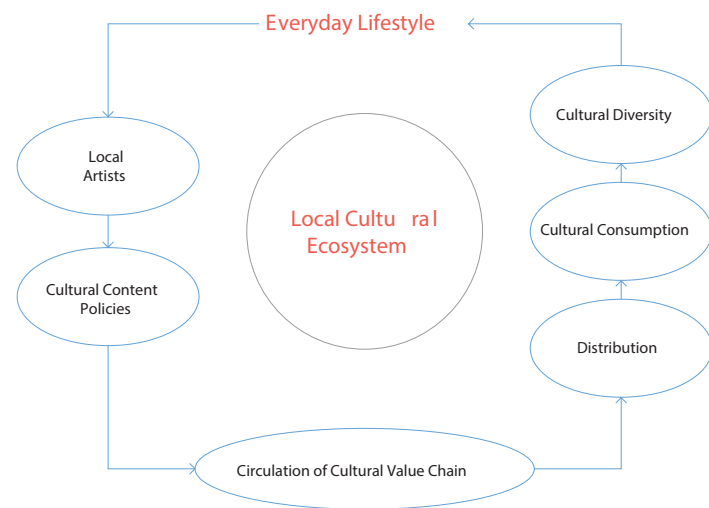 Everyday Lifestyle
Local
Artists
Cultural Content
Policies
Circulation of Cultural Value Chain
Distribution
Cultural Consumption
Cultural Diversity
Local Cultu ral
Ecosystem